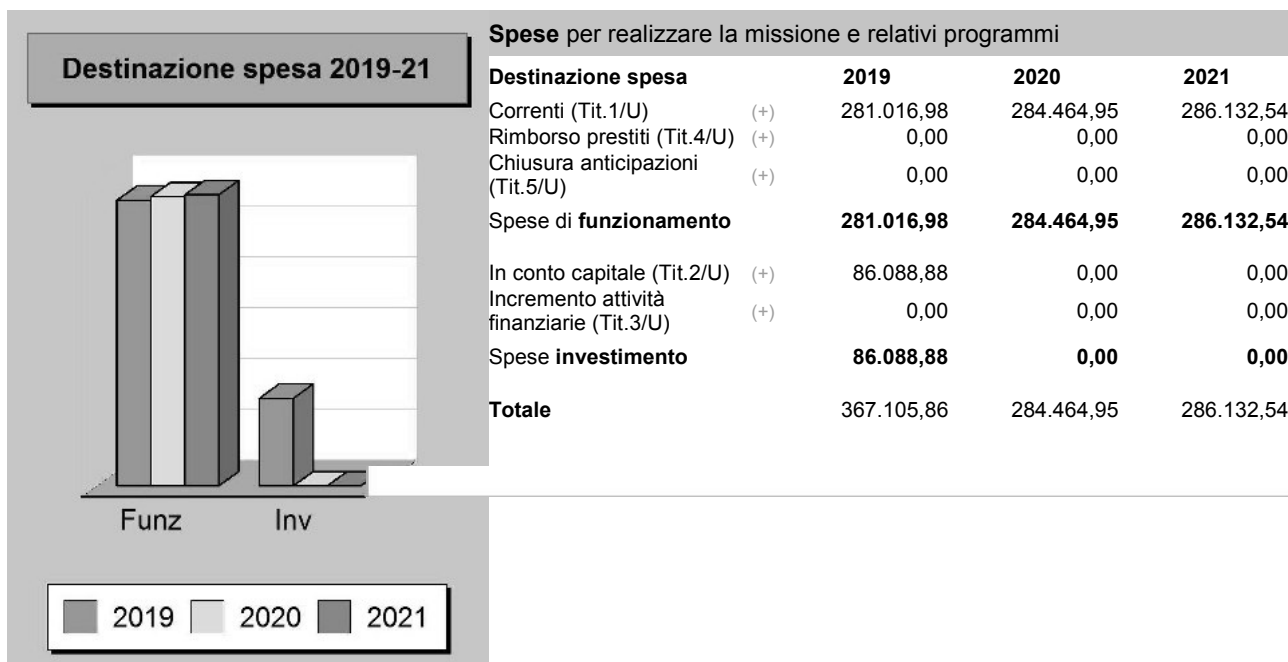 Destinazione spesa 2019-21
Funz Inv
2019 2020 2021
Spese per realizzare la missione e relativi programmi
Destinazione spesa 2019 2020 2021
Correnti (Tit.1/U) (+) 281.016,98 284.464,95 286.132,54
Rimborso prestiti (Tit.4/U) (+) 0,00 0,00 0,00
Chiusura anticipazioni
(Tit.5/U) (+) 0,00 0,00 0,00
Spese di funzionamento 281.016,98 284.464,95 286.132,54
In conto capitale (Tit.2/U) (+) 86.088,88 0,00 0,00
Incremento attività
finanziarie (Tit.3/U) (+) 0,00 0,00 0,00
Spese investimento 86.088,88 0,00 0,00
Totale 367.105,86 284.464,95 286.132,54